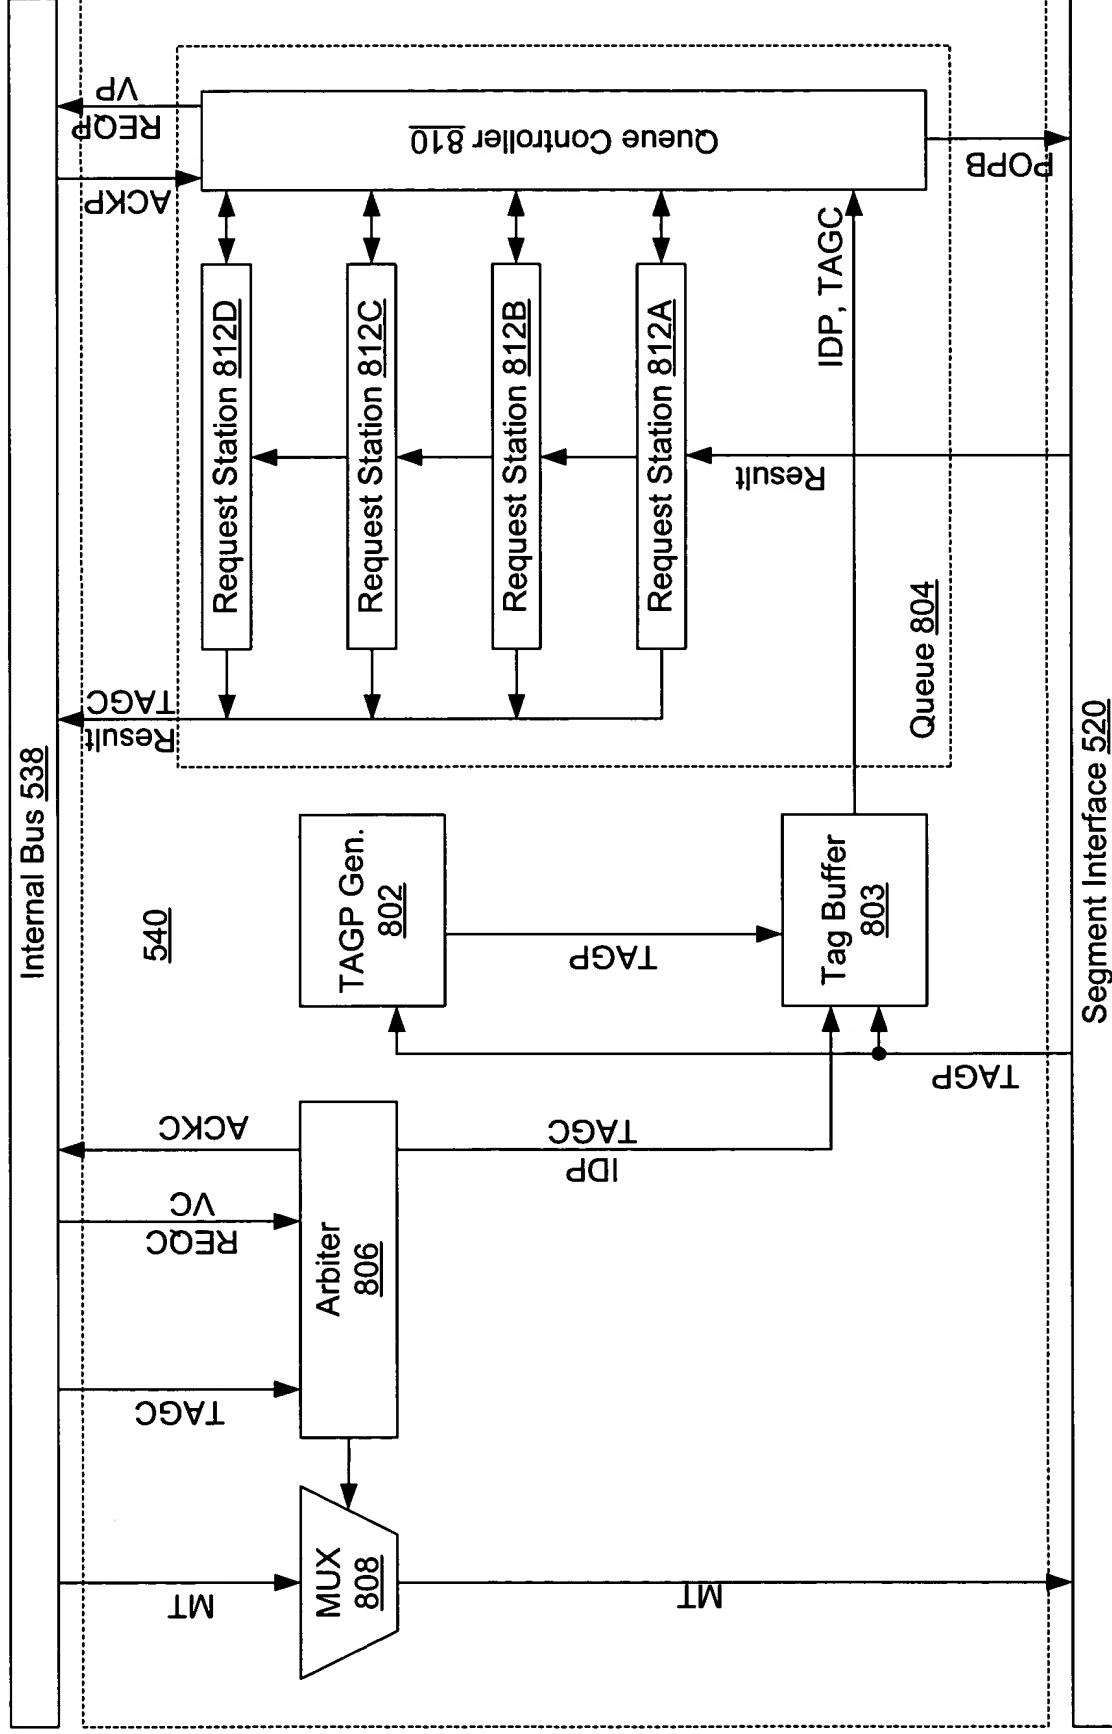 Internal Bus 538
540
MT
TAGC
REQC
VC
ACKC
Result
TAGC
ACKP
REQP
VP
MUX
808
Arbiter
806
TAGP Gen.
802
Request Station 812D
Request Station 812C
Request Station 812B
Request Station 812A
Queue Controller 810
IDP
TAGC
TAGP
Tag Buffer
803
IDP, TAGC
Queue 804
Result
MT
TAGP
POPB
Segment Interface 520